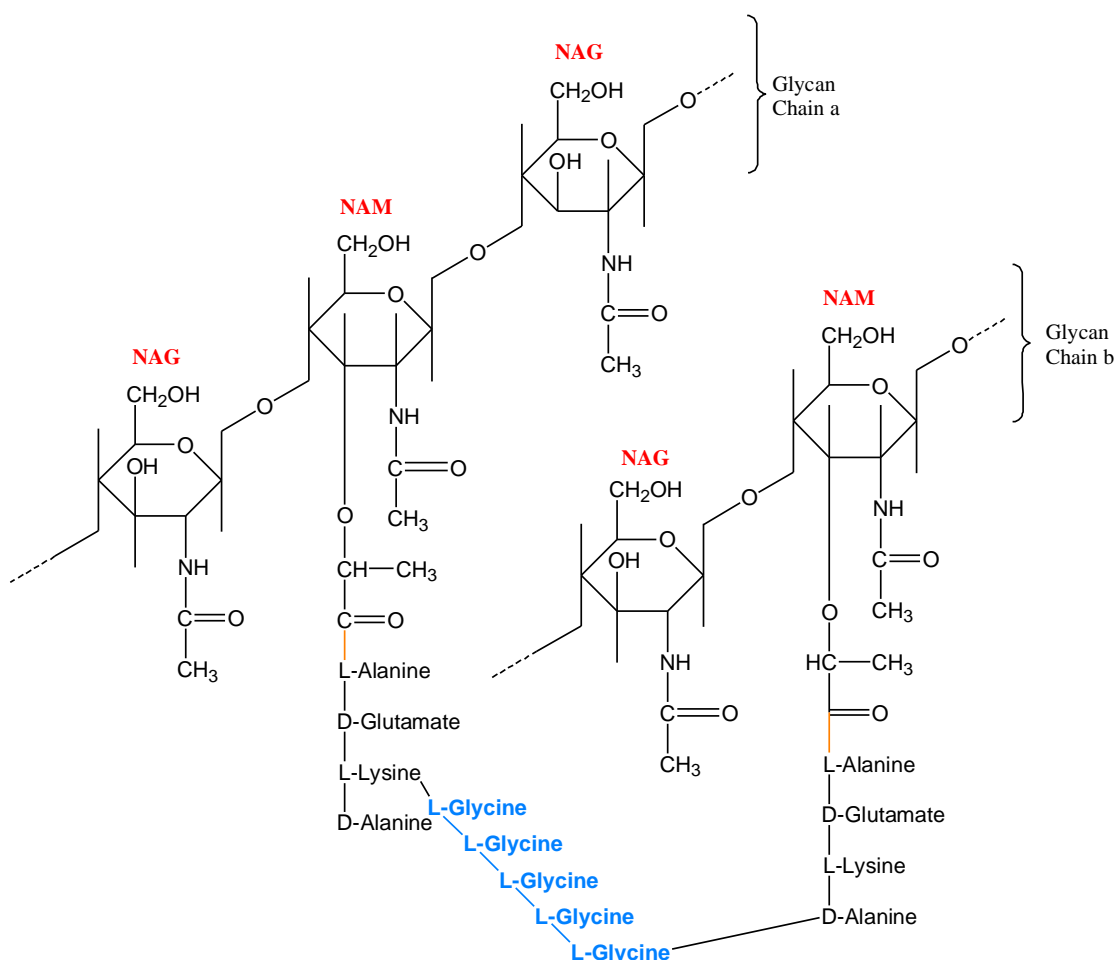 NAG
CH2OH
O
Glycan
Chain a
O
OH
NAM
CH2OH
O
NH
O
C O
CH3
NAM
CH2OH
O
Glycan
Chain b
NAG
CH2OH
O
O
NH
C O
CH3
O
OH
NH
C O
CH3
O
CH CH3
C O
L-Alanine
D-Glutamate
L-Lysine
D-Alanine
L-Glycine
L-Glycine
L-Glycine
L-Glycine
L-Glycine
NAG
CH2OH
O
O
OH
NH
C O
CH3
O
NH
C O
CH3
O
HC CH3
O
L-Alanine
D-Glutamate
L-Lysine
D-Alanine